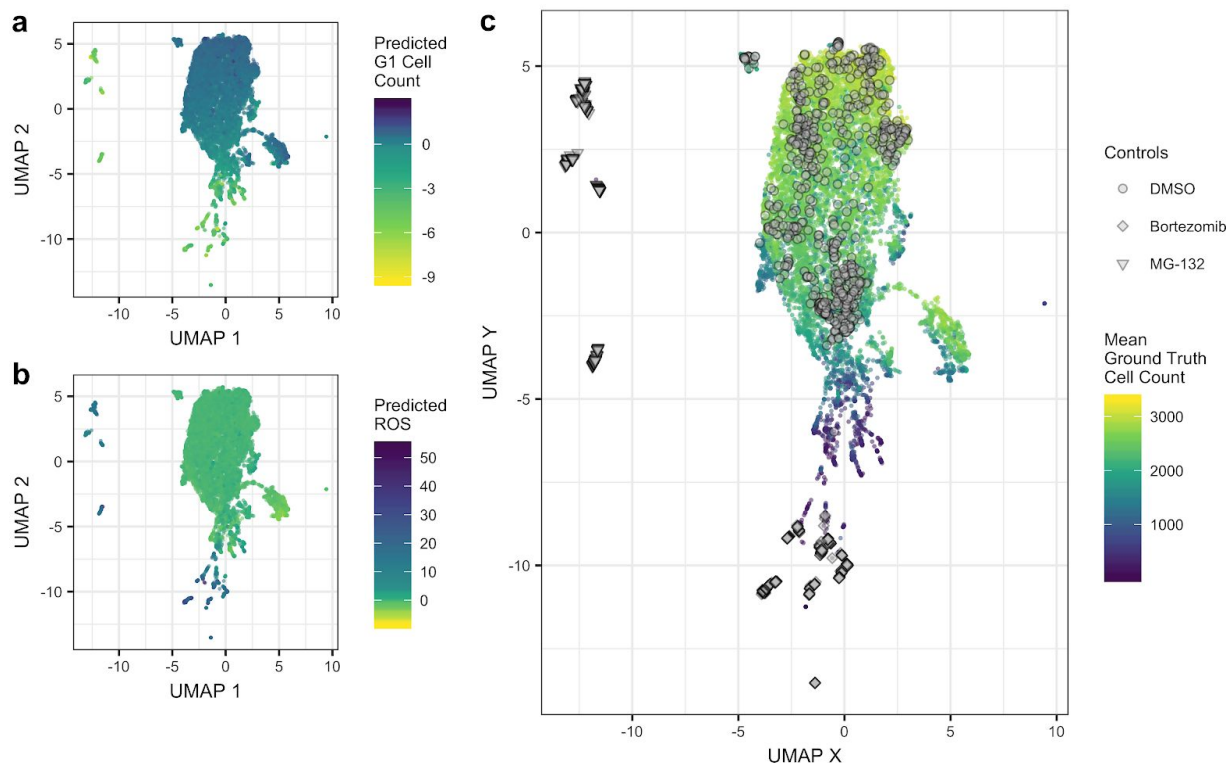 a
Predicted
G1 Cell
Count
0
-3
-6
-9
5
0
-5
-10
UMAP 2
-10
-5
0
5
10
UMAP 1
b
Predicted
ROS
50
40
30
20
10
0
5
0
-5
-10
UMAP 2
-10
-5
0
5
10
UMAP 1
c
5
0
-5
-10
UMAP Y
-10
-5
0
5
10
UMAP X
Controls
DMSO
Bortezomib
MG-132
Mean
Ground Truth
Cell Count
3000
2000
1000